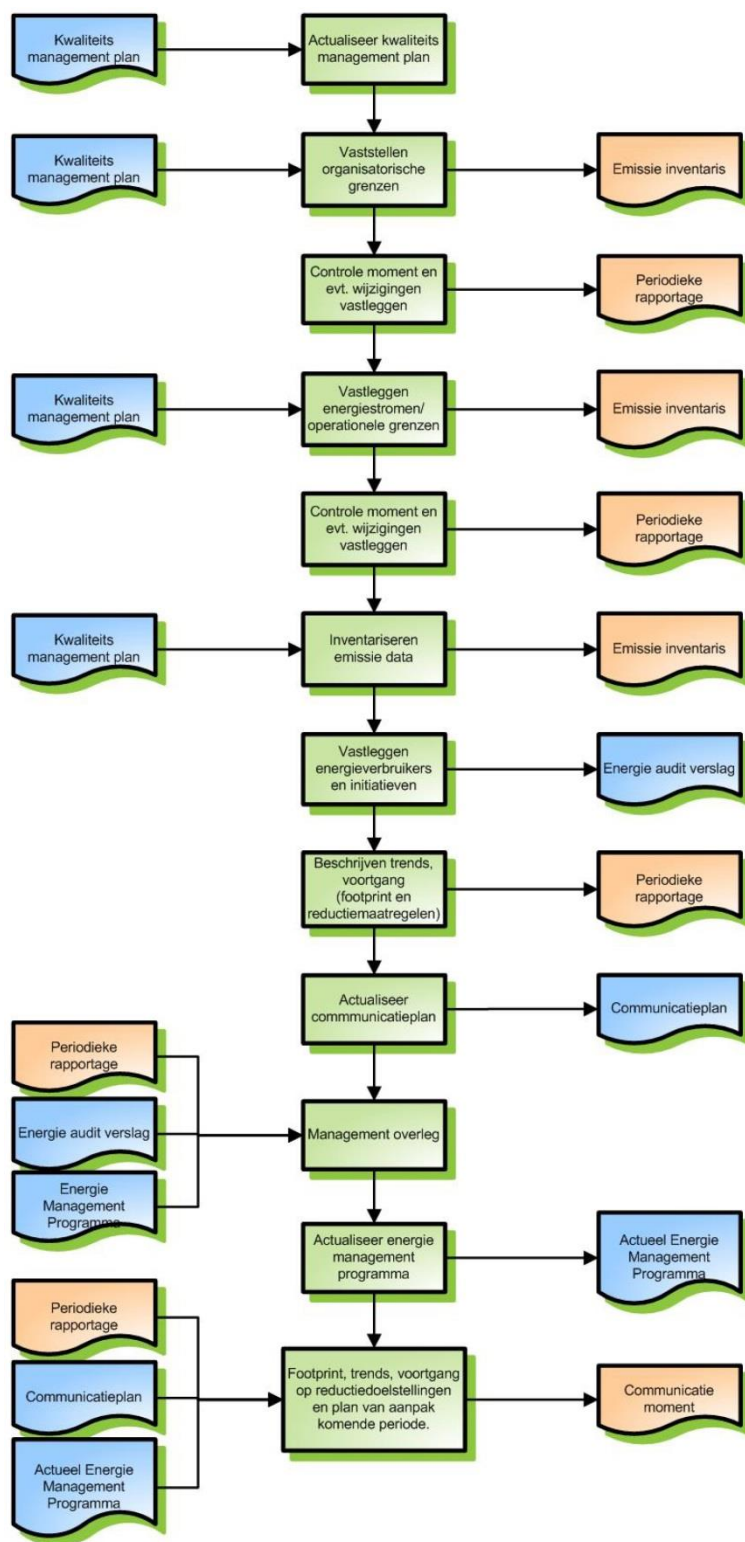 Kwaliteits
management plan
Actualiseer kwaliteits
management plan
Kwaliteits
management plan
Vaststellen
organisatorische
grenzen
Emissie inventaris
Controle moment en
evt. wijzigingen
vastleggen
Periodieke
rapportage
Kwaliteits
management plan
Vastleggen
energiestromen/
operationele grenzen
Emissie inventaris
Controle moment en
evt. wijzigingen
vastleggen
Periodieke
rapportage
Kwaliteits
management plan
Inventariseren
emissie data
Emissie inventaris
Vastleggen
energieverbruikers
en initiatieven
Energie audit verslag
Beschrijven trends,
voortgang
(footprint en
reductiemaatregelen)
Periodieke
rapportage
Actualiseer
commmunicatieplan
Communicatieplan
Periodieke
rapportage
Energie audit verslag
Energie
Management
Programma
Management overleg
Actualiseer energie
management
programma
Actueel Energie
Management
Programma
Periodieke
rapportage
Communicatieplan
Actueel Energie
Management
Programma
Footprint, trends, voortgang
op reductiedoelstellingen
en plan van aanpak
komende periode.
Communicatie
moment